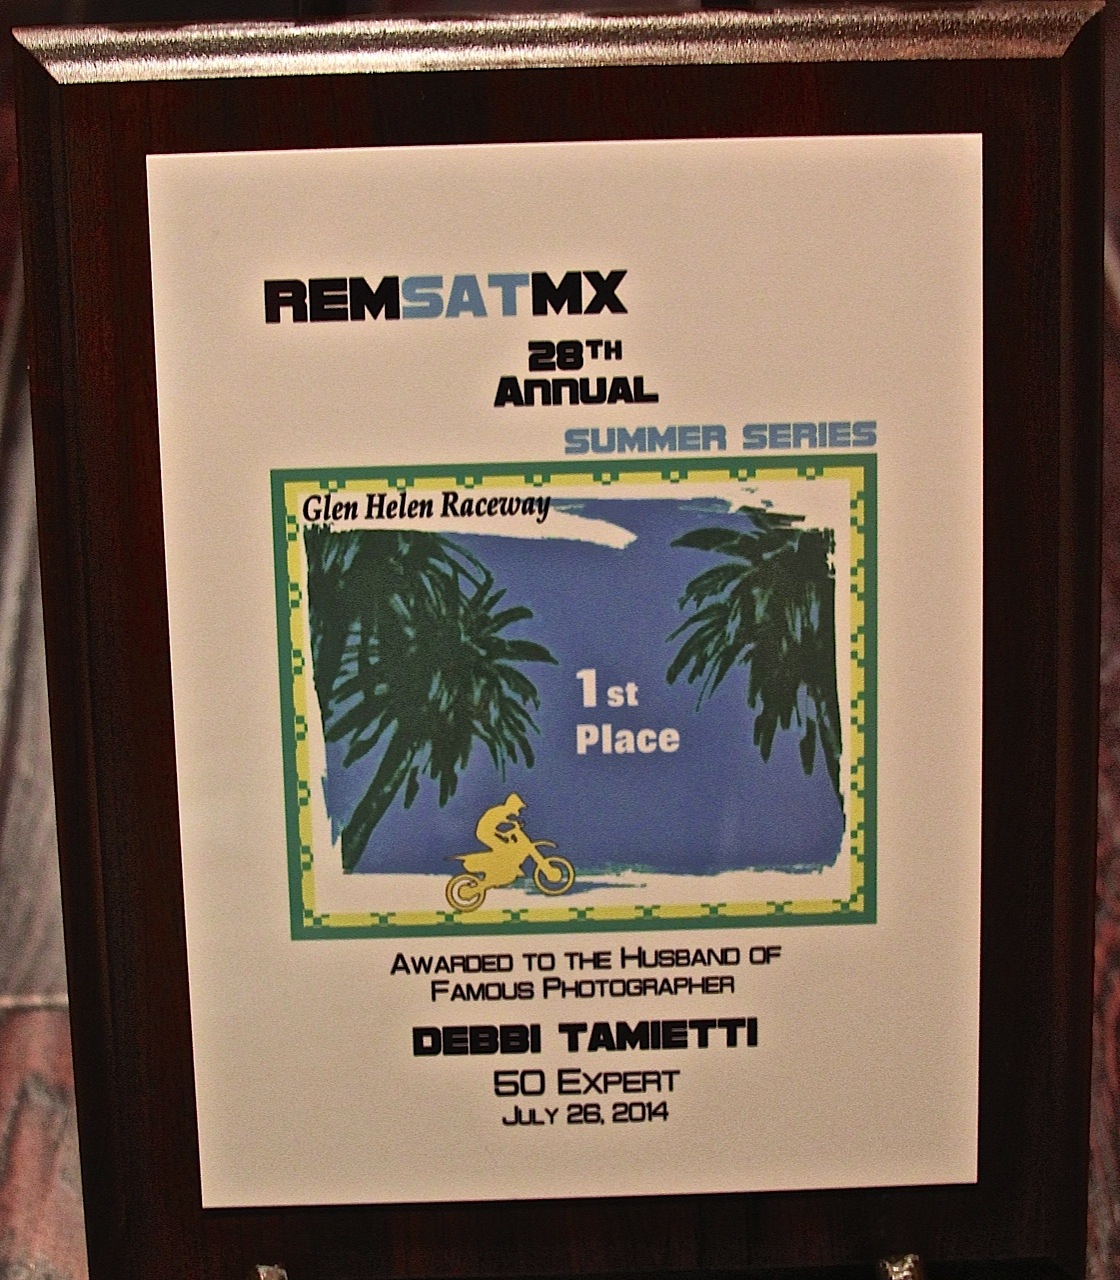 REMSATMX
28TH
ANNUAL
SUMMER SERIES
Glen Helen Raceway
1st
Place
AWARDED TO THE HUSBAND OF
FAMOUS PHOTOGRAPHER
DEBBI TAMIETTI
50 EXPERT
JULY 26, 2014